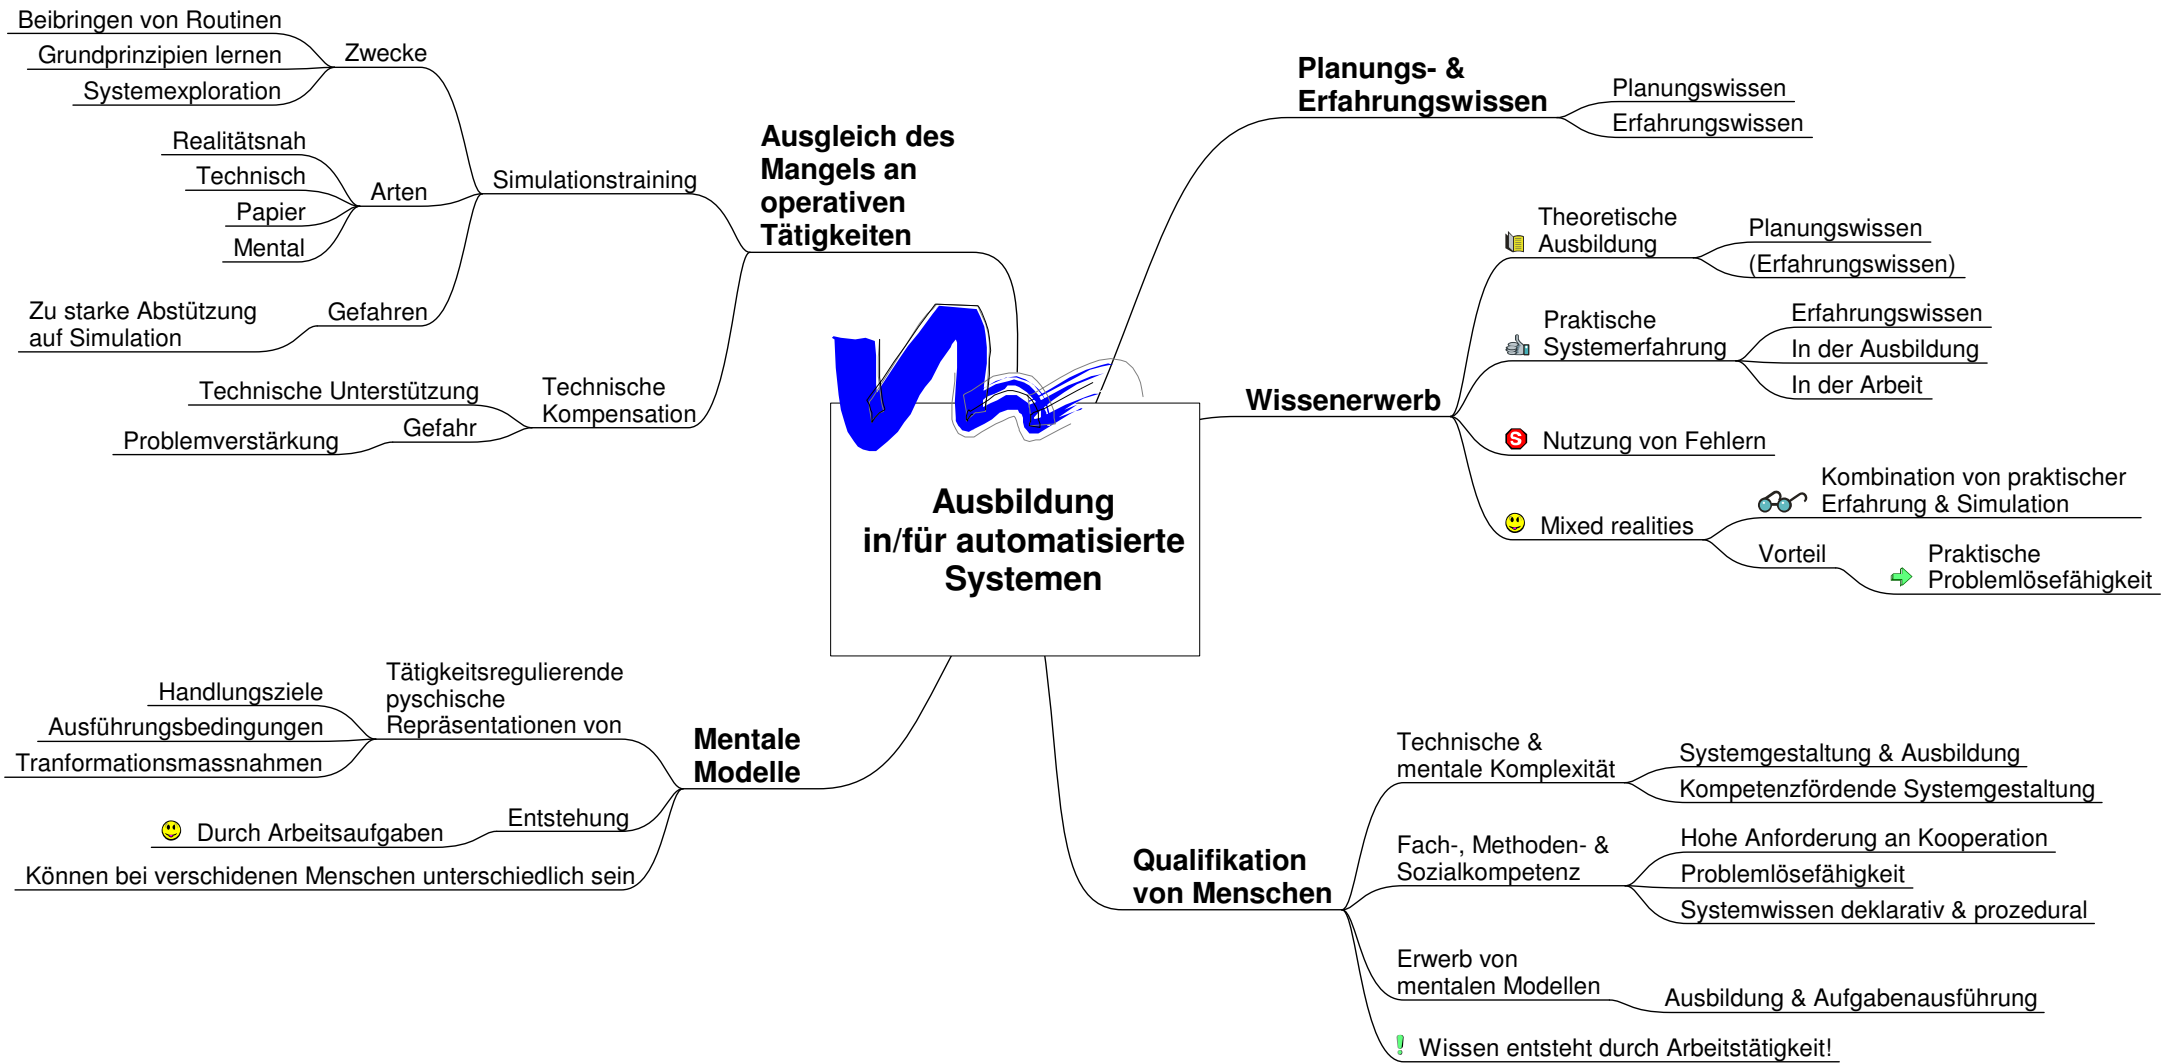 Ausbildung
in/für automatisierte
Systemen
Planungs- &
Erfahrungswissen
Planungswissen
Erfahrungswissen
Wissenerwerb
Theoretische
Ausbildung
Planungswissen
(Erfahrungswissen)
Praktische
Systemerfahrung
Erfahrungswissen
In der Ausbildung
In der Arbeit
S
Nutzung von Fehlern
Mixed realities
Kombination von praktischer
Erfahrung & Simulation
Vorteil
Praktische
Problemlösefähigkeit
Qualifikation
von Menschen
Technische &
mentale Komplexität
Systemgestaltung & Ausbildung
Kompetenzfördende Systemgestaltung
Fach-, Methoden- &
Sozialkompetenz
Hohe Anforderung an Kooperation
Problemlösefähigkeit
Systemwissen deklarativ & prozedural
Erwerb von
mentalen Modellen
Ausbildung & Aufgabenausführung
! Wissen entsteht durch Arbeitstätigkeit!
Ausgleich des
Mangels an
operativen
Tätigkeiten
Simulationstraining
Zwecke
Beibringen von Routinen
Grundprinzipien lernen
Systemexploration
Arten
Realitätsnah
Technisch
Papier
Mental
Gefahren
Zu starke Abstützung
auf Simulation
Technische
Kompensation
Technische Unterstützung
Gefahr
Problemverstärkung
Mentale
Modelle
Tätigkeitsregulierende
pyschische
Repräsentationen von
Handlungsziele
Ausführungsbedingungen
Tranformationsmassnahmen
Entstehung
Durch Arbeitsaufgaben
Können bei verschidenen Menschen unterschiedlich sein